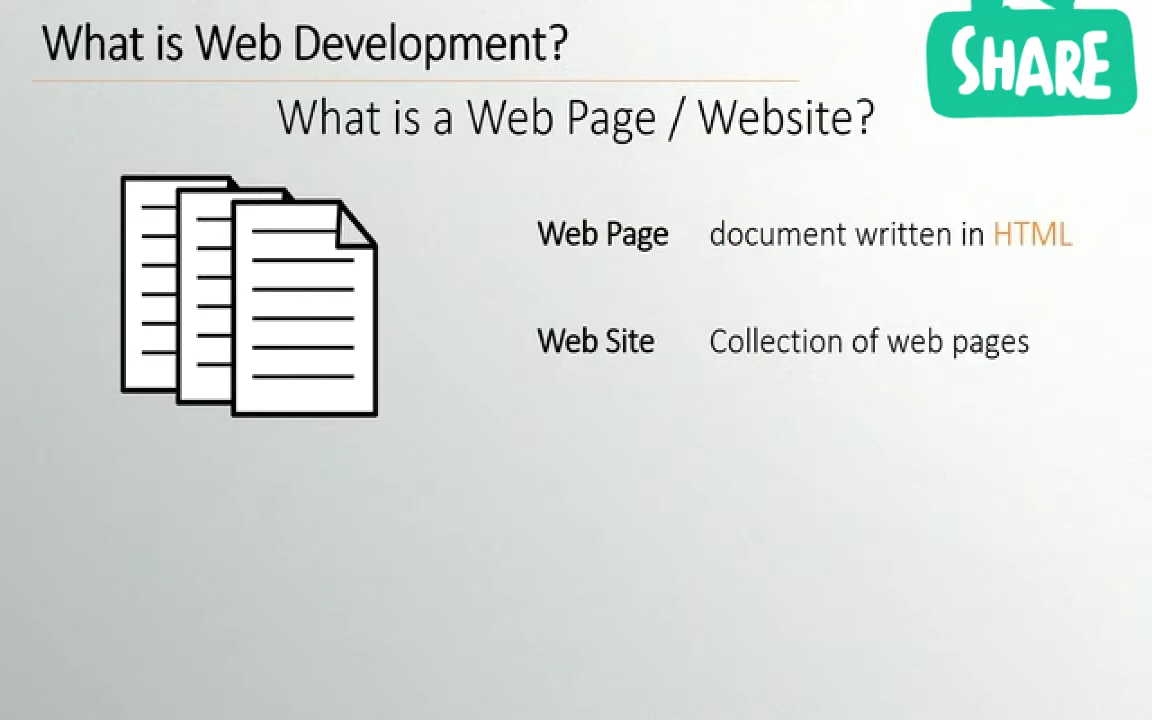 What is Web Development?
SHARE
What is a Web Page / Website?
Web Page document written in HTML
Web Site Collection of web pages